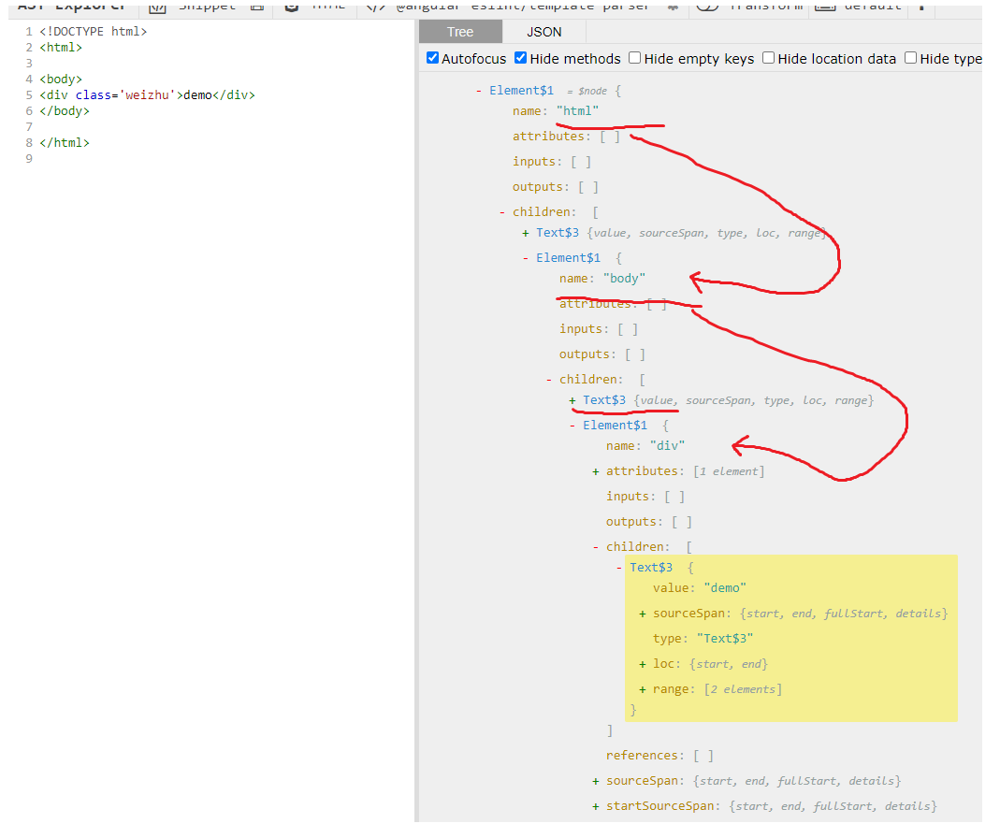 AST Explorer Snippet HTML </> @angular-eslint/template-parser Transform default
Tree JSON
Autofocus Hide methods Hide empty keys Hide location data Hide type
1 <!DOCTYPE html>
2 <html>
3
4 <body>
5 <div class='weizhu'>demo</div>
6 </body>
7
8 </html>
9
- Element$1 = $node {
name: "html"
attributes: [ ]
inputs: [ ]
outputs: [ ]
- children: [
+ Text$3 {value, sourceSpan, type, loc, range}
- Element$1 {
name: "body"
attributes: [ ]
inputs: [ ]
outputs: [ ]
- children: [
+ Text$3 {value, sourceSpan, type, loc, range}
- Element$1 {
name: "div"
+ attributes: [1 element]
inputs: [ ]
outputs: [ ]
- children: [
- Text$3 {
value: "demo"
+ sourceSpan: {start, end, fullStart, details}
type: "Text$3"
+ loc: {start, end}
+ range: [2 elements]
}
]
references: [ ]
+ sourceSpan: {start, end, fullStart, details}
+ startSourceSpan: {start, end, fullStart, details}